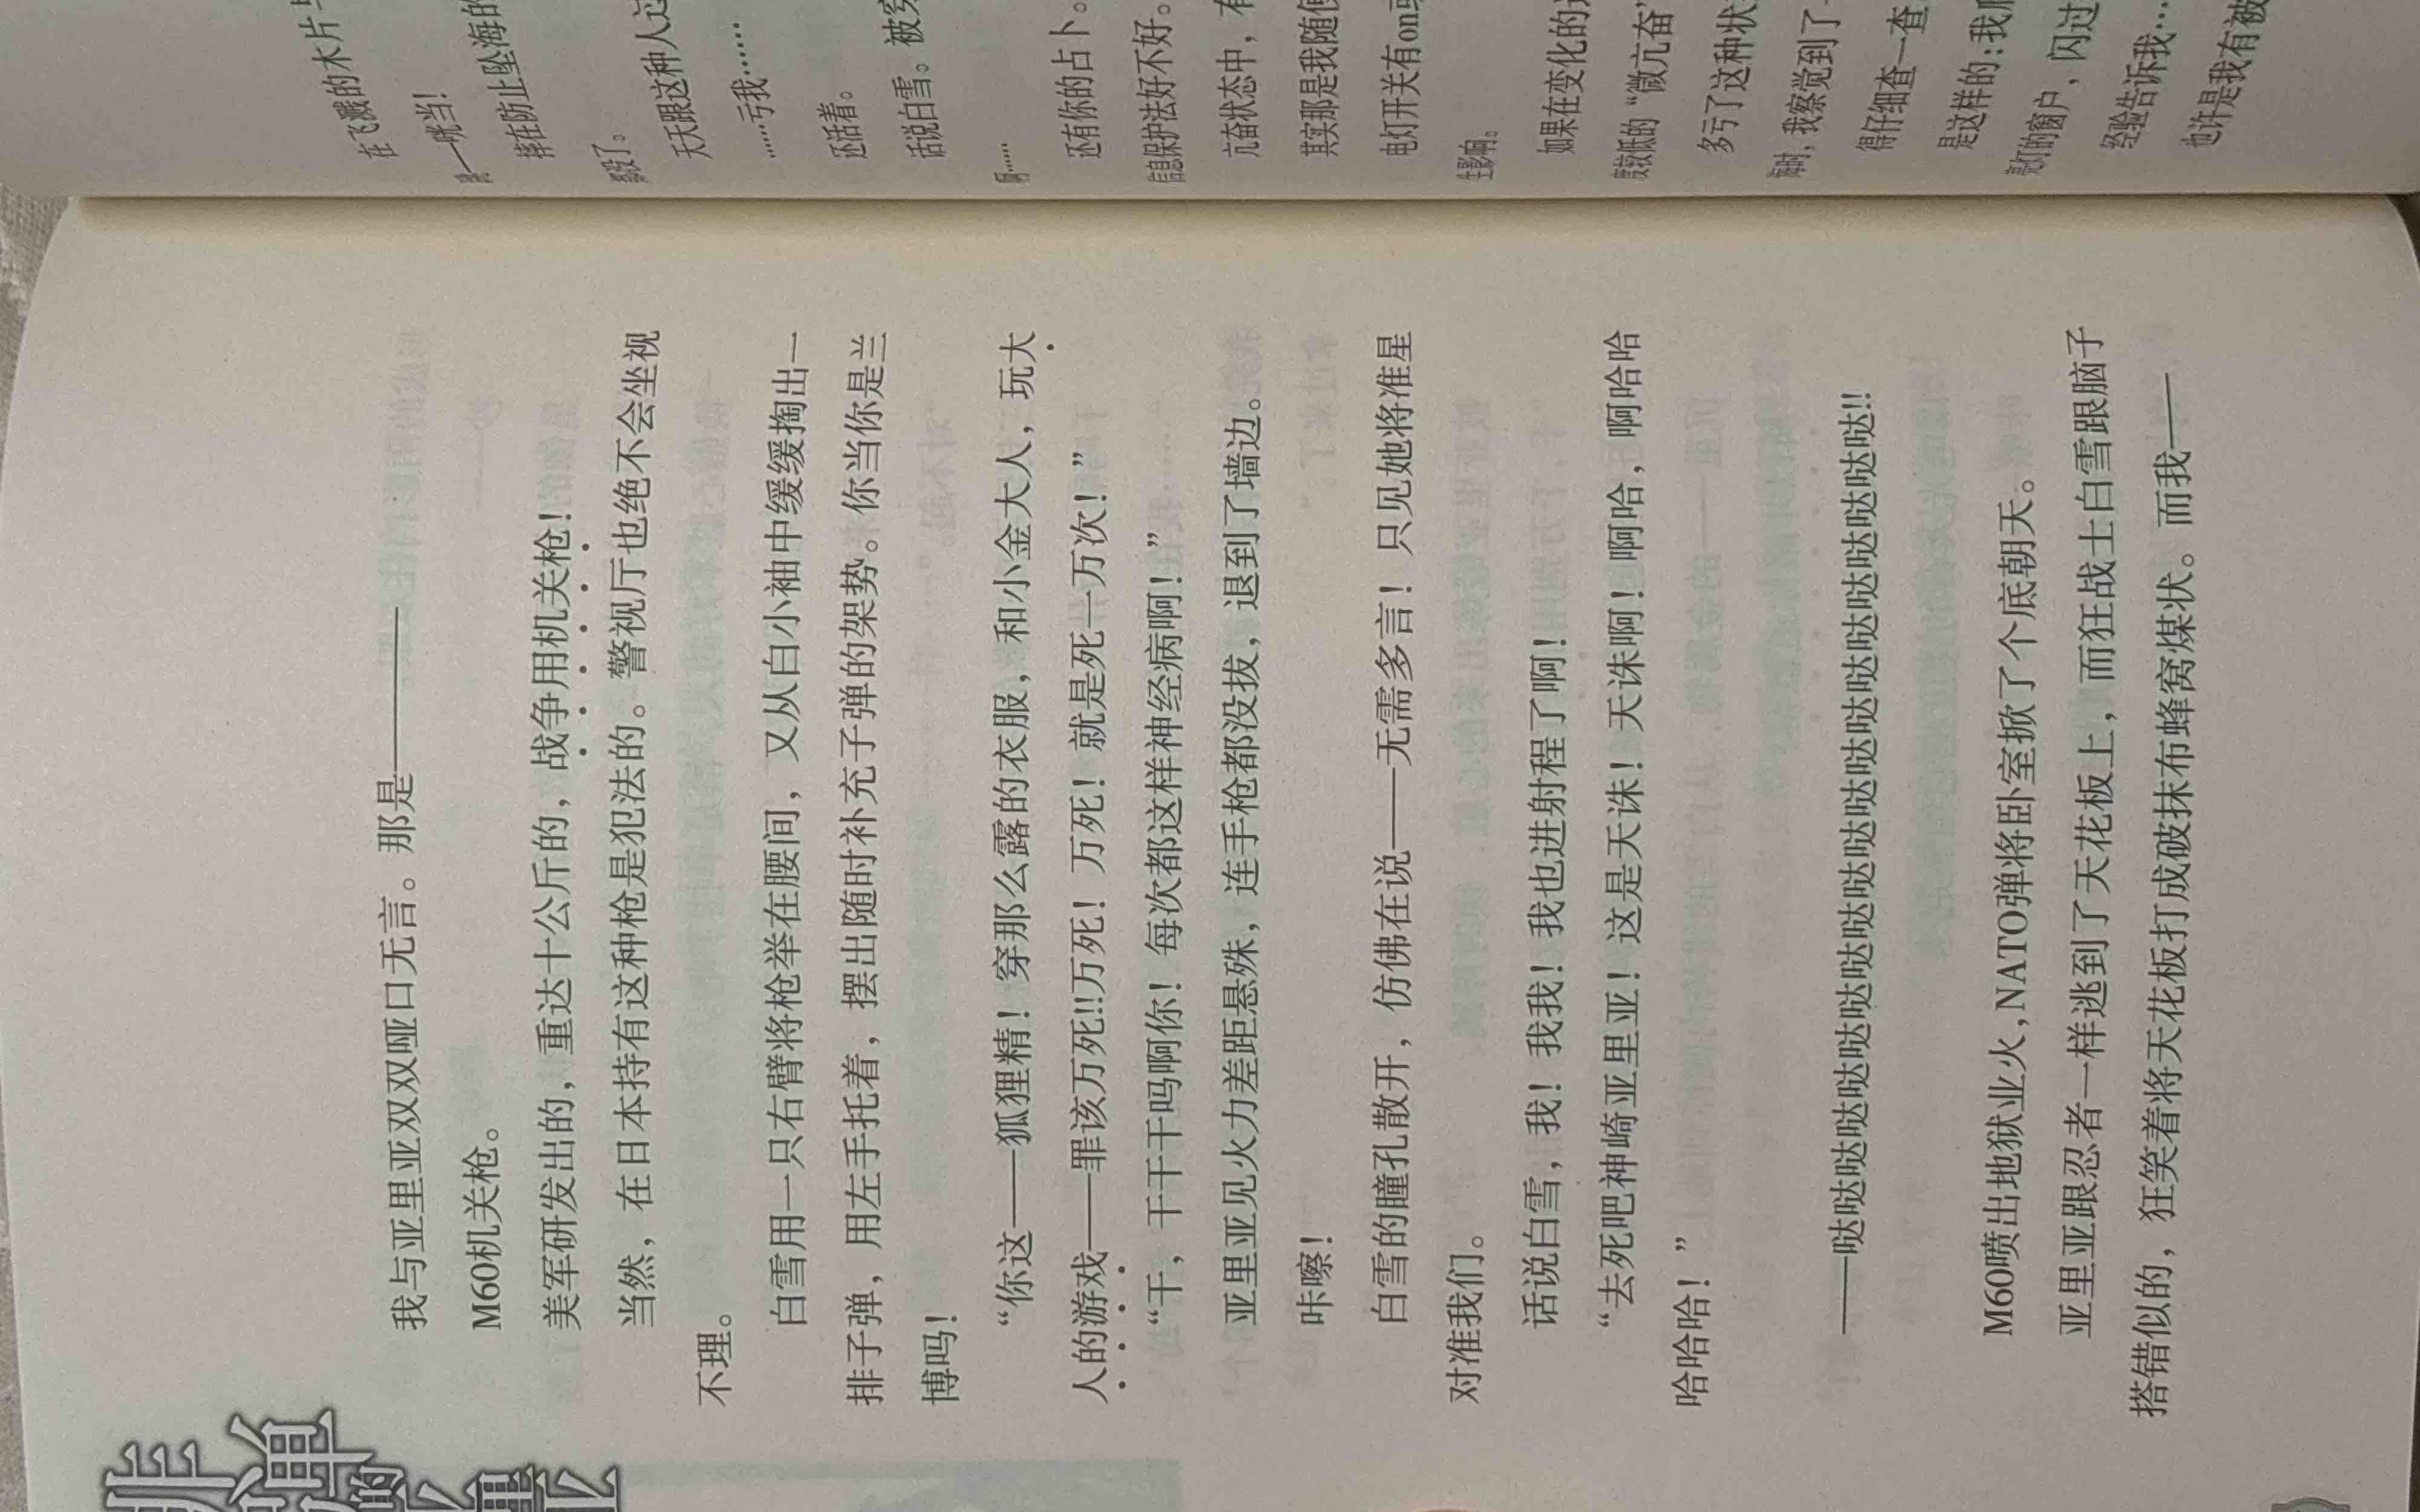 弹
的
我与亚里亚双双哑口无言。那是————
M60机关枪。
美军研发出的，重达十公斤的，战争用机关枪！
当然，在日本持有这种枪是犯法的。警视厅也绝不会坐视
不理。
白雪用一只右臂将枪举在腰间，又从白小袖中缓缓掏出一
排子弹，用左手托着，摆出随时补充子弹的架势。你当你是兰
博吗！
“你这——狐狸精！穿那么露的衣服，和小金大人，玩大
人的游戏——罪该万死!!万死！万死！就是死一万次！”
“干，干干干吗啊你！每次都这样神经病啊！”
亚里亚见火力差距悬殊，连手枪都没拔，退到了墙边。
咔嚓！
白雪的瞳孔散开，仿佛在说——无需多言！只见她将准星
对准我们。
话说白雪，我！我我！我也进射程了啊！
“去死吧神崎亚里亚！这是天诛！天诛啊！啊哈，啊哈哈
哈哈哈！”
——哒哒哒哒哒哒哒哒哒哒哒哒哒哒哒哒哒哒哒哒哒!!
M60喷出地狱业火,NATO弹将卧室掀了个底朝天。
亚里亚跟忍者一样逃到了天花板上，而狂战士白雪跟脑子
搭错似的，狂笑着将天花板打成破抹布蜂窝煤状。而我——
在飞溅的木片
——咣当！
摔在防止坠海的
都没了。
天天跟这种人过
……亏我……
还活着。
话说白雪。被穷
啊……
还有你的占卜。
信息保护法好不好。
亢奋状态中，有
其实那是我随便
电灯开关有on或
生影响。
如果在变化的
度较低的“微亢奋”
多亏了这种状
海时，我察觉到了
得仔细查一查
是这样的:我
亮灯的窗户，闪过
经验告诉我…
也许是我有被